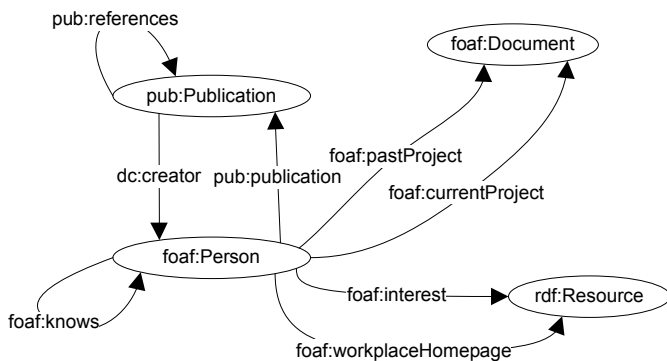 pub:references
foaf:Document
pub:Publication
foaf:pastProject
dc:creator
pub:publication
foaf:currentProject
foaf:Person
foaf:interest
rdf:Resource
foaf:knows
foaf:workplaceHomepage